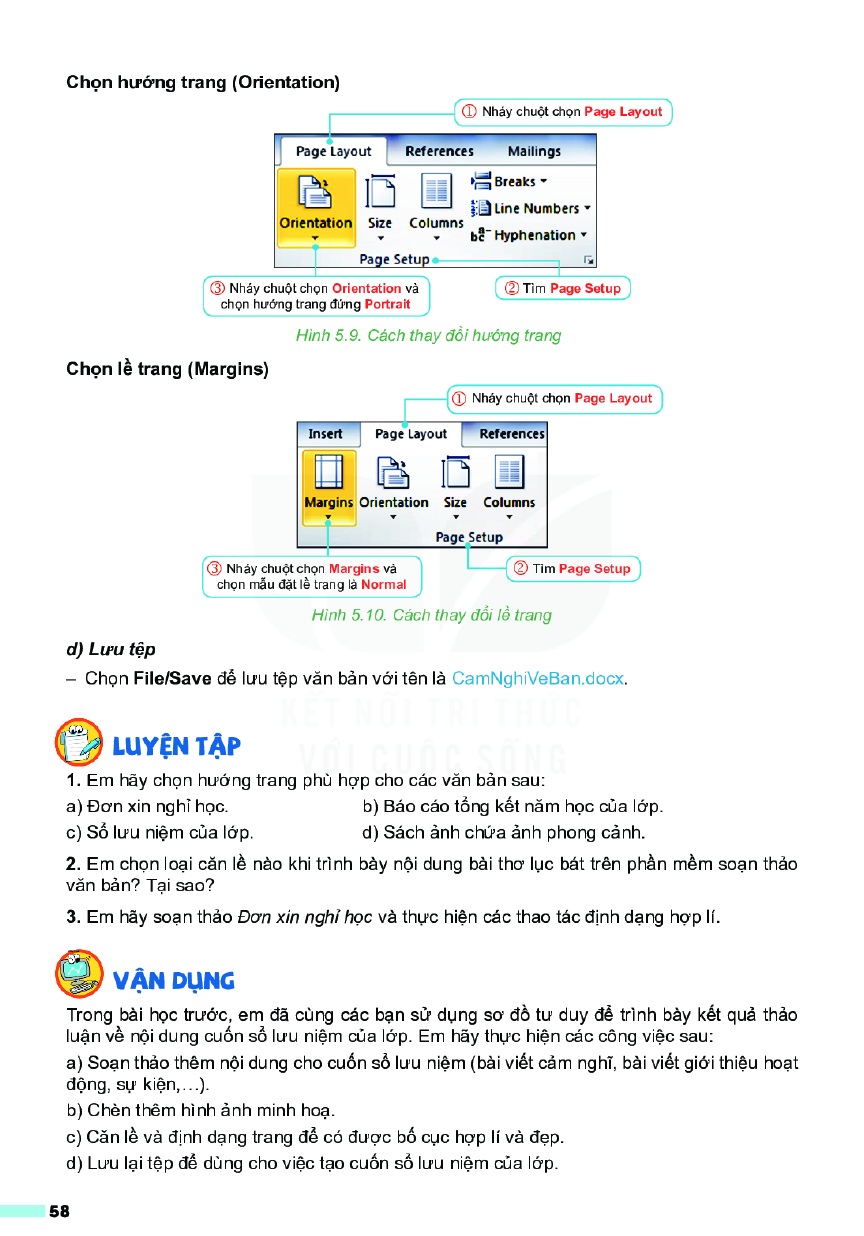 Chọn hướng trang (Orientation)
① Nháy chuột chọn Page Layout
Page Layout References Mailings
Orientation Size Columns
Breaks
Line Numbers
Hyphenation
Page Setup
③ Nháy chuột chọn Orientation và
chọn hướng trang đứng Portrait
② Tìm Page Setup
Hình 5.9. Cách thay đổi hướng trang
Chọn lề trang (Margins)
① Nháy chuột chọn Page Layout
Insert Page Layout References
Margins Orientation Size Columns
Page Setup
③ Nháy chuột chọn Margins và
chọn mẫu đặt lề trang là Normal
② Tìm Page Setup
Hình 5.10. Cách thay đổi lề trang
d) Lưu tệp
– Chọn File/Save để lưu tệp văn bản với tên là CamNghiVeBan.docx.
KẾT NỐI TRI THỨC
VỚI CUỘC SỐNG
LUYỆN TẬP
1. Em hãy chọn hướng trang phù hợp cho các văn bản sau:
a) Đơn xin nghỉ học. b) Báo cáo tổng kết năm học của lớp.
c) Sổ lưu niệm của lớp. d) Sách ảnh chứa ảnh phong cảnh.
2. Em chọn loại căn lề nào khi trình bày nội dung bài thơ lục bát trên phần mềm soạn thảo
văn bản? Tại sao?
3. Em hãy soạn thảo Đơn xin nghỉ học và thực hiện các thao tác định dạng hợp lí.
VẬN DỤNG
Trong bài học trước, em đã cùng các bạn sử dụng sơ đồ tư duy để trình bày kết quả thảo
luận về nội dung cuốn sổ lưu niệm của lớp. Em hãy thực hiện các công việc sau:
a) Soạn thảo thêm nội dung cho cuốn sổ lưu niệm (bài viết cảm nghĩ, bài viết giới thiệu hoạt
động, sự kiện,…).
b) Chèn thêm hình ảnh minh hoạ.
c) Căn lề và định dạng trang để có được bố cục hợp lí và đẹp.
d) Lưu lại tệp để dùng cho việc tạo cuốn sổ lưu niệm của lớp.
58